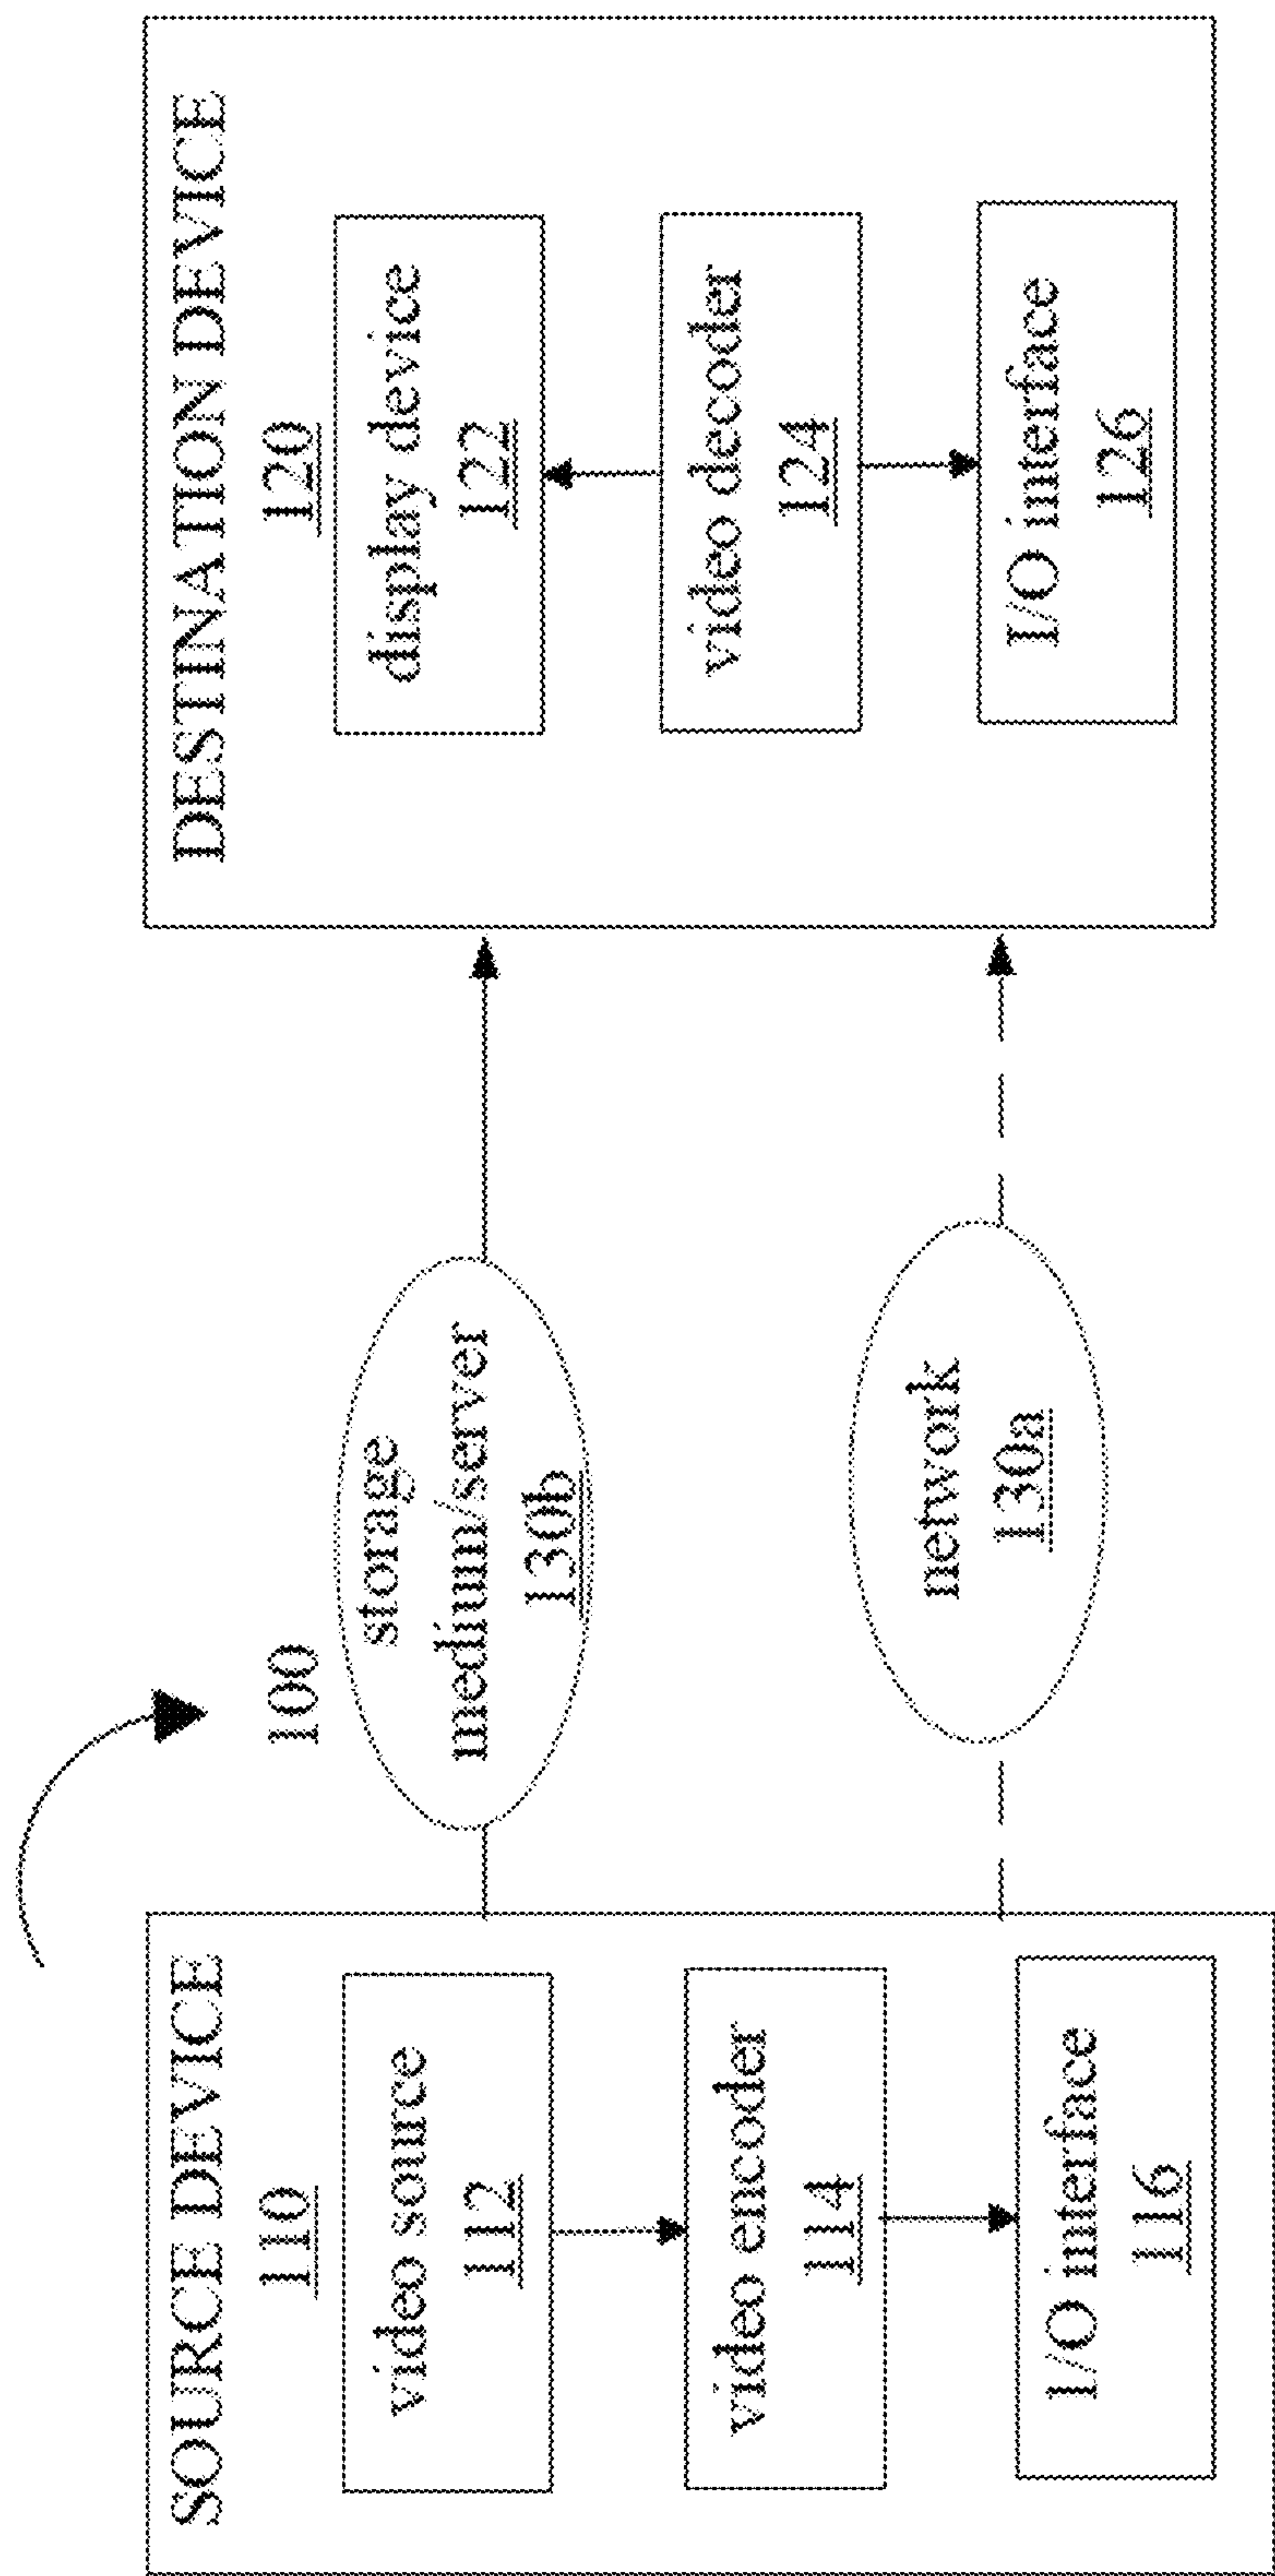 100
SOURCE DEVICE
110
video source
112
video encoder
114
I/O interface
116
storage
medium/server
130b
network
130a
DESTINATION DEVICE
120
display device
122
video decoder
124
I/O interface
126